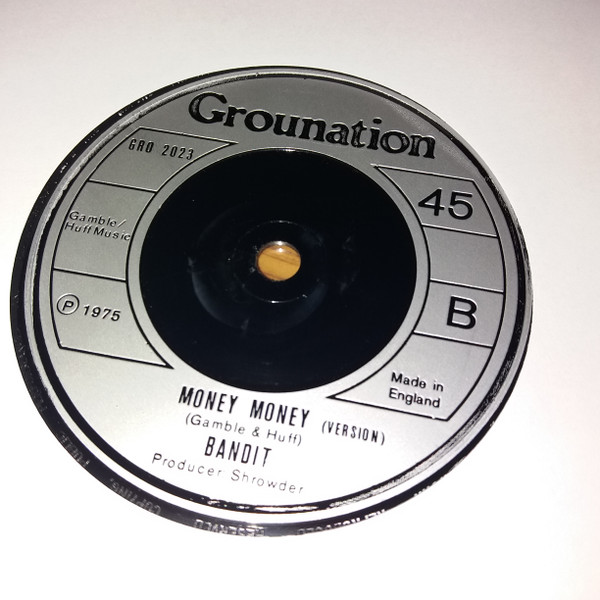 Grounation
GRO 2023
45
Gamble/
Huff Music
B
Ⓟ 1975
Made in
England
MONEY MONEY (VERSION)
(Gamble & Huff)
BANDIT
Producer Shrowder
RESERVED